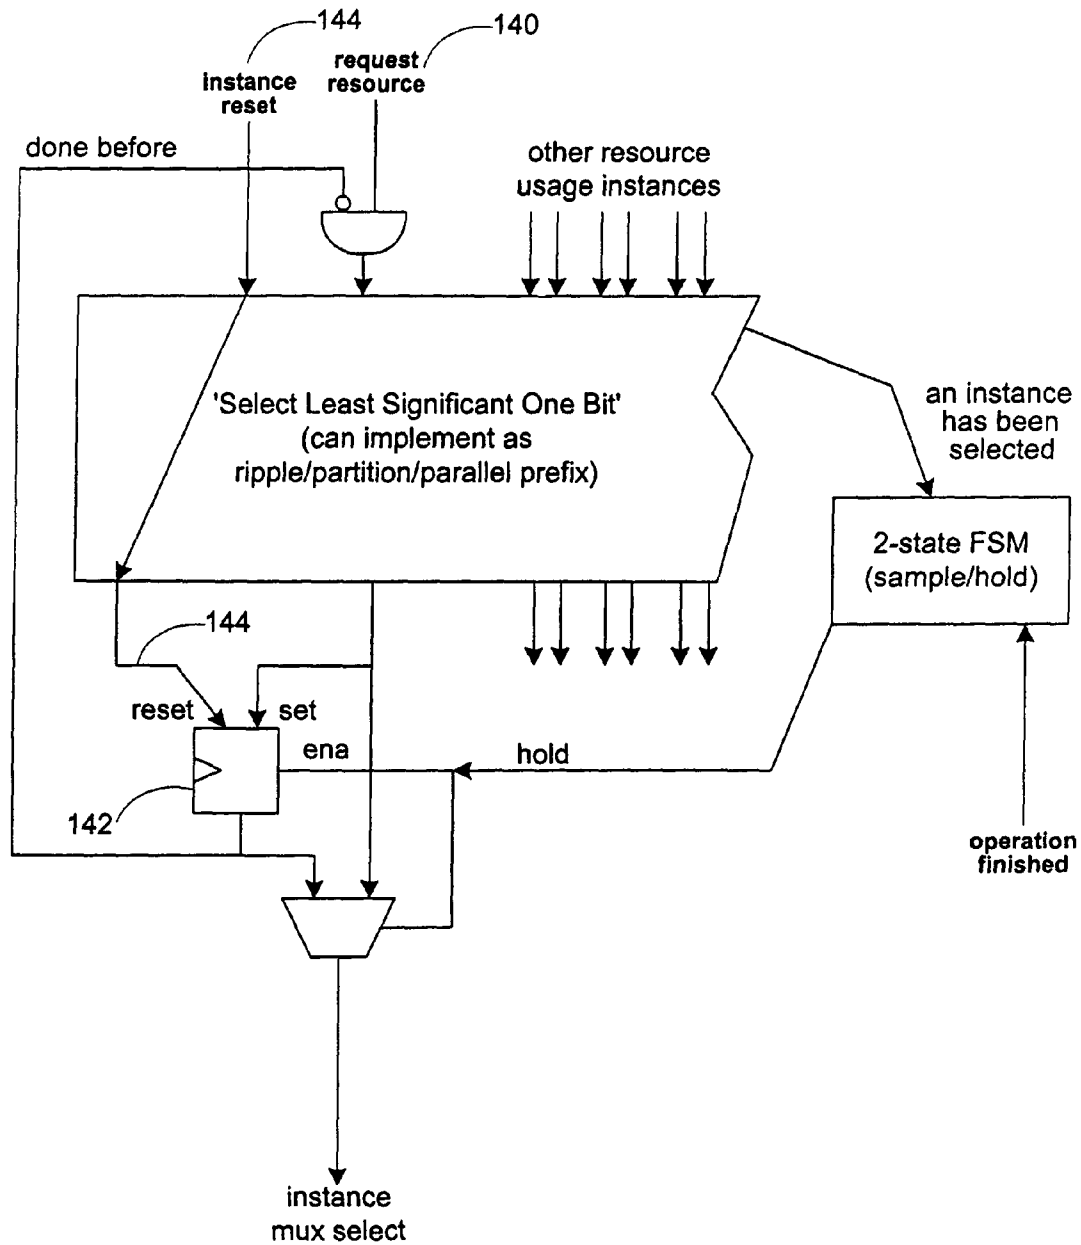 144
140
request
resource
instance
reset
done before
other resource
usage instances
'Select Least Significant One Bit'
(can implement as
ripple/partition/parallel prefix)
an instance
has been
selected
2-state FSM
(sample/hold)
144
reset
set
ena
hold
142
operation
finished
instance
mux select